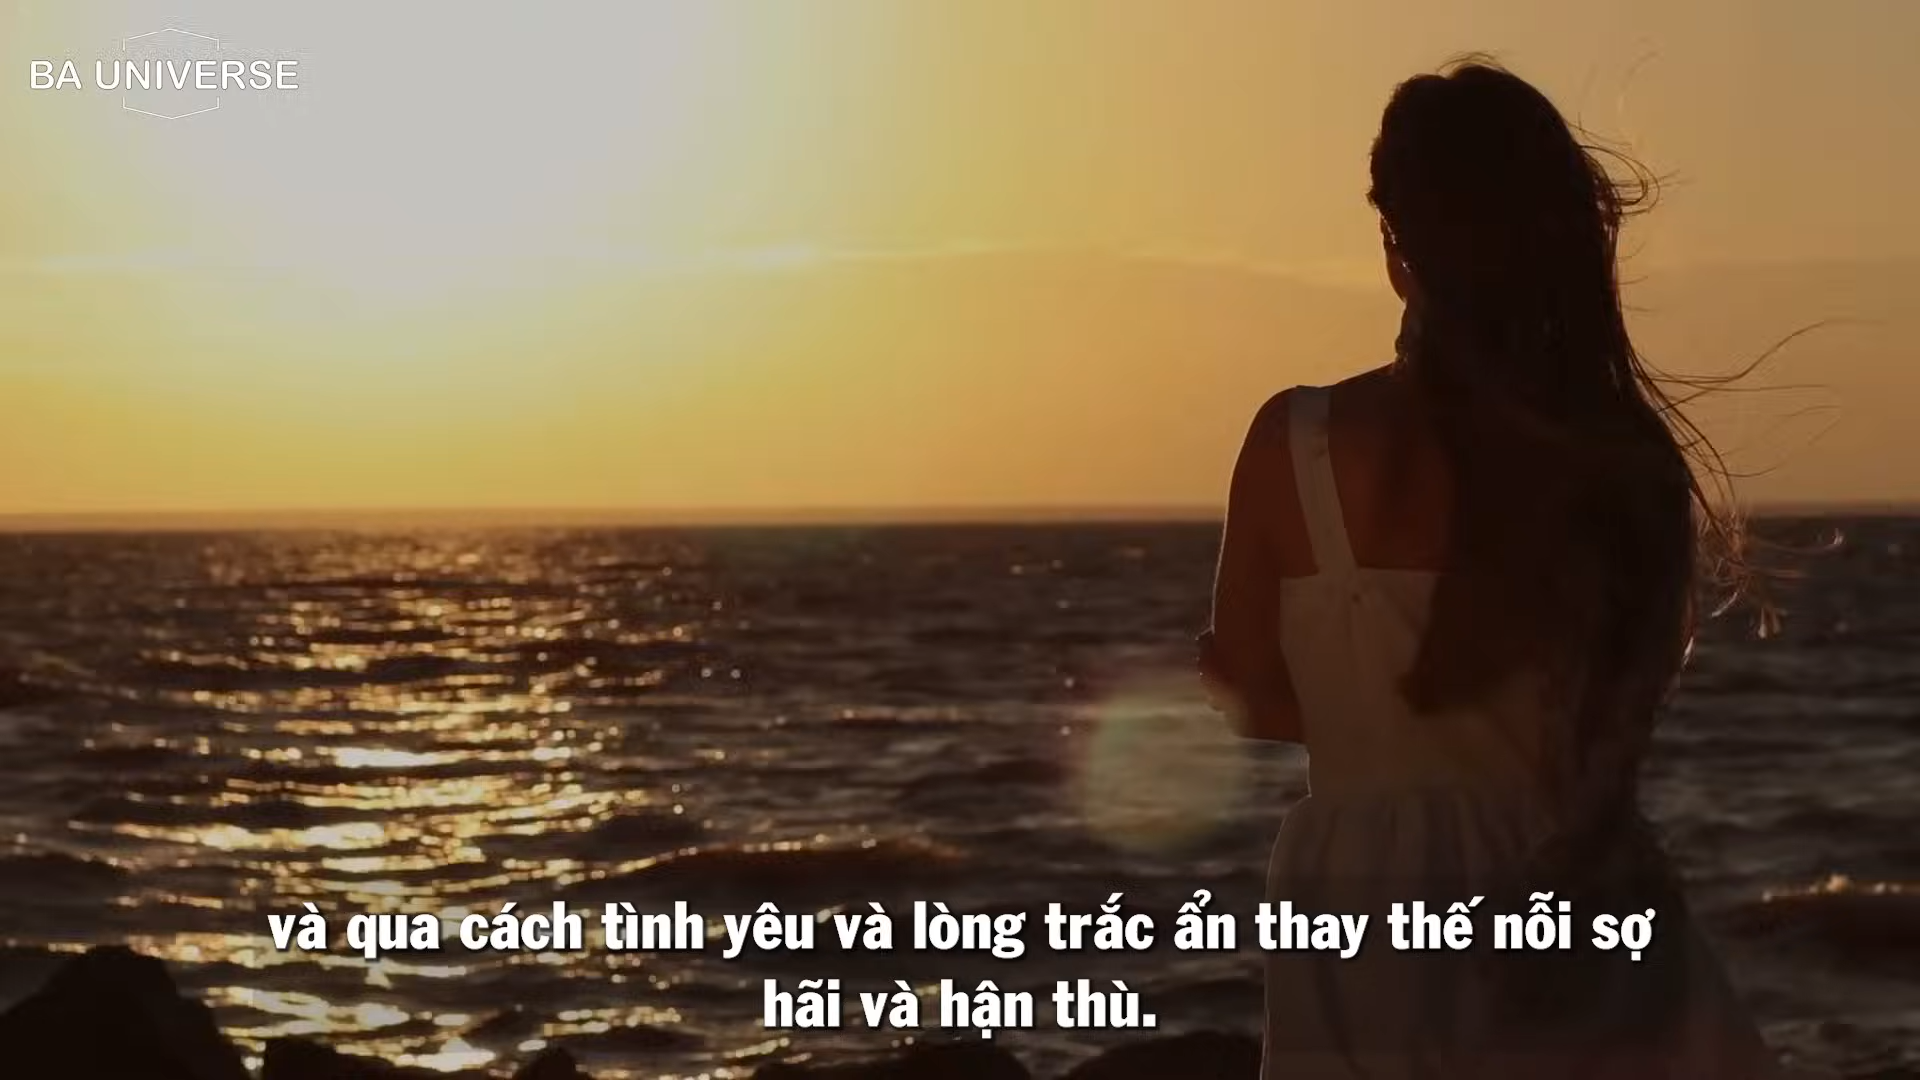 BA UNIVERSE
và qua cách tình yêu và lòng trắc ẩn thay thế nỗi sợ
hãi và hận thù.